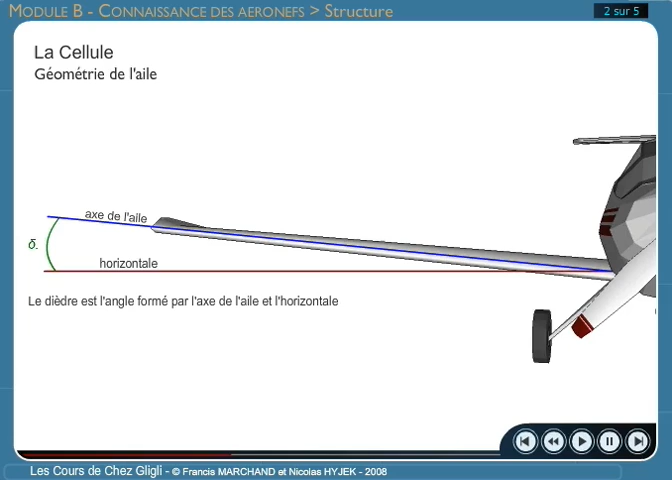 MODULE B - CONNAISSANCE DES AERONEFS > Structure
2 sur 5
La Cellule
Géométrie de l'aile
axe de l'aile
δ.
horizontale
Le dièdre est l'angle formé par l'axe de l'aile et l'horizontale
Les Cours de Chez Gligli - © Francis MARCHAND et Nicolas HYJEK - 2008